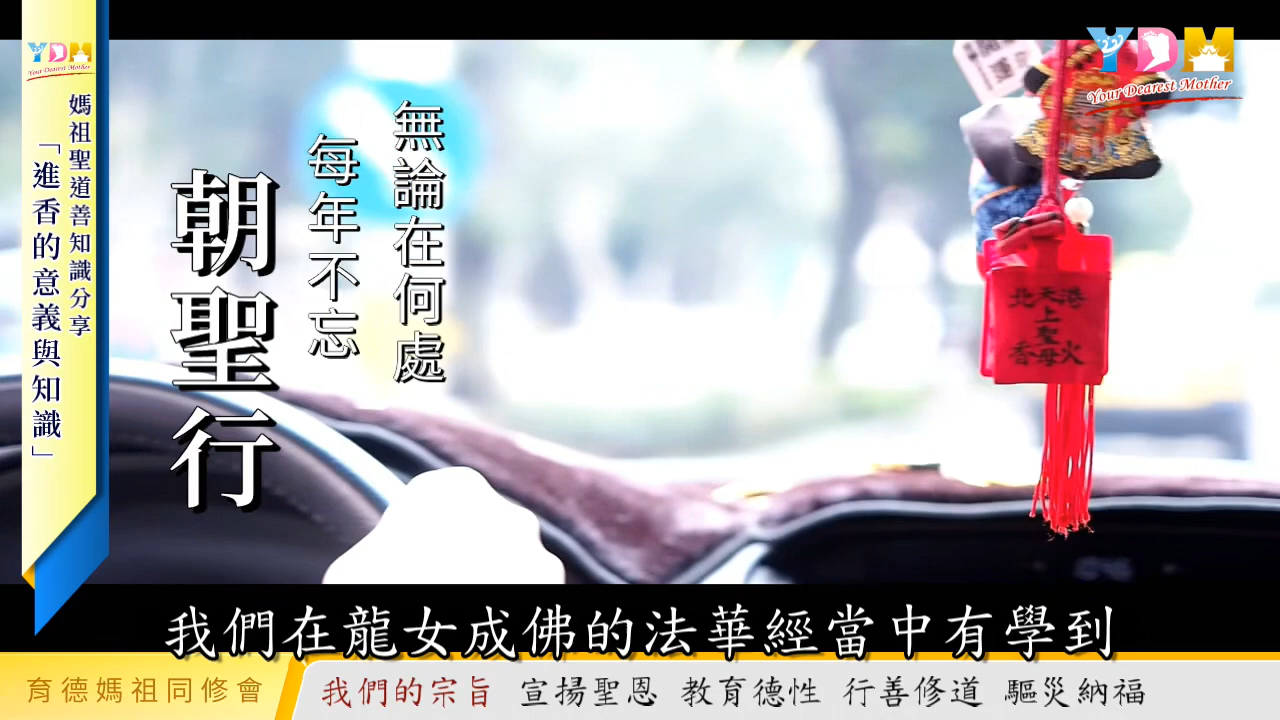 YDM
Your Dearest Mother
媽祖聖道善知識分享
「進香的意義與知識」
無論在何處
每年不忘
朝聖行
YDM
Your Dearest Mother
北 天 港
上
聖
香 母 火
我們在龍女成佛的法華經當中有學到
育德媽祖同修會
我們的宗旨 宣揚聖恩 教育德性 行善修道 驅災納福